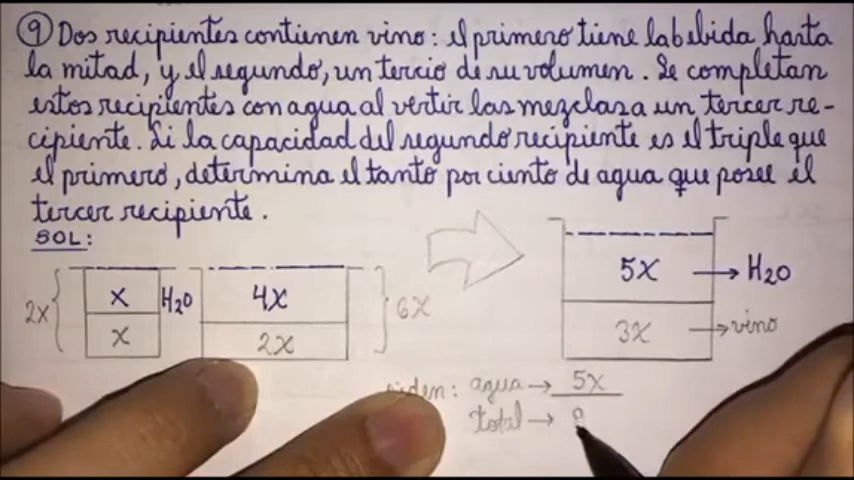 9 Dos recipientes contienen vino: el primero tiene la bebida hasta
la mitad, y el segundo, un tercio de su volumen. Se completan
estos recipientes con agua al vertir las mezclas a un tercer re-
cipiente. Si la capacidad del segundo recipiente es el triple que
el primero, determina el tanto por ciento de agua que posee el
tercer recipiente.
SOL:
5x → H2O
2x { x H2O 4x } 6x
x 2x
3x → vino
piden: agua → 5x
total → 8